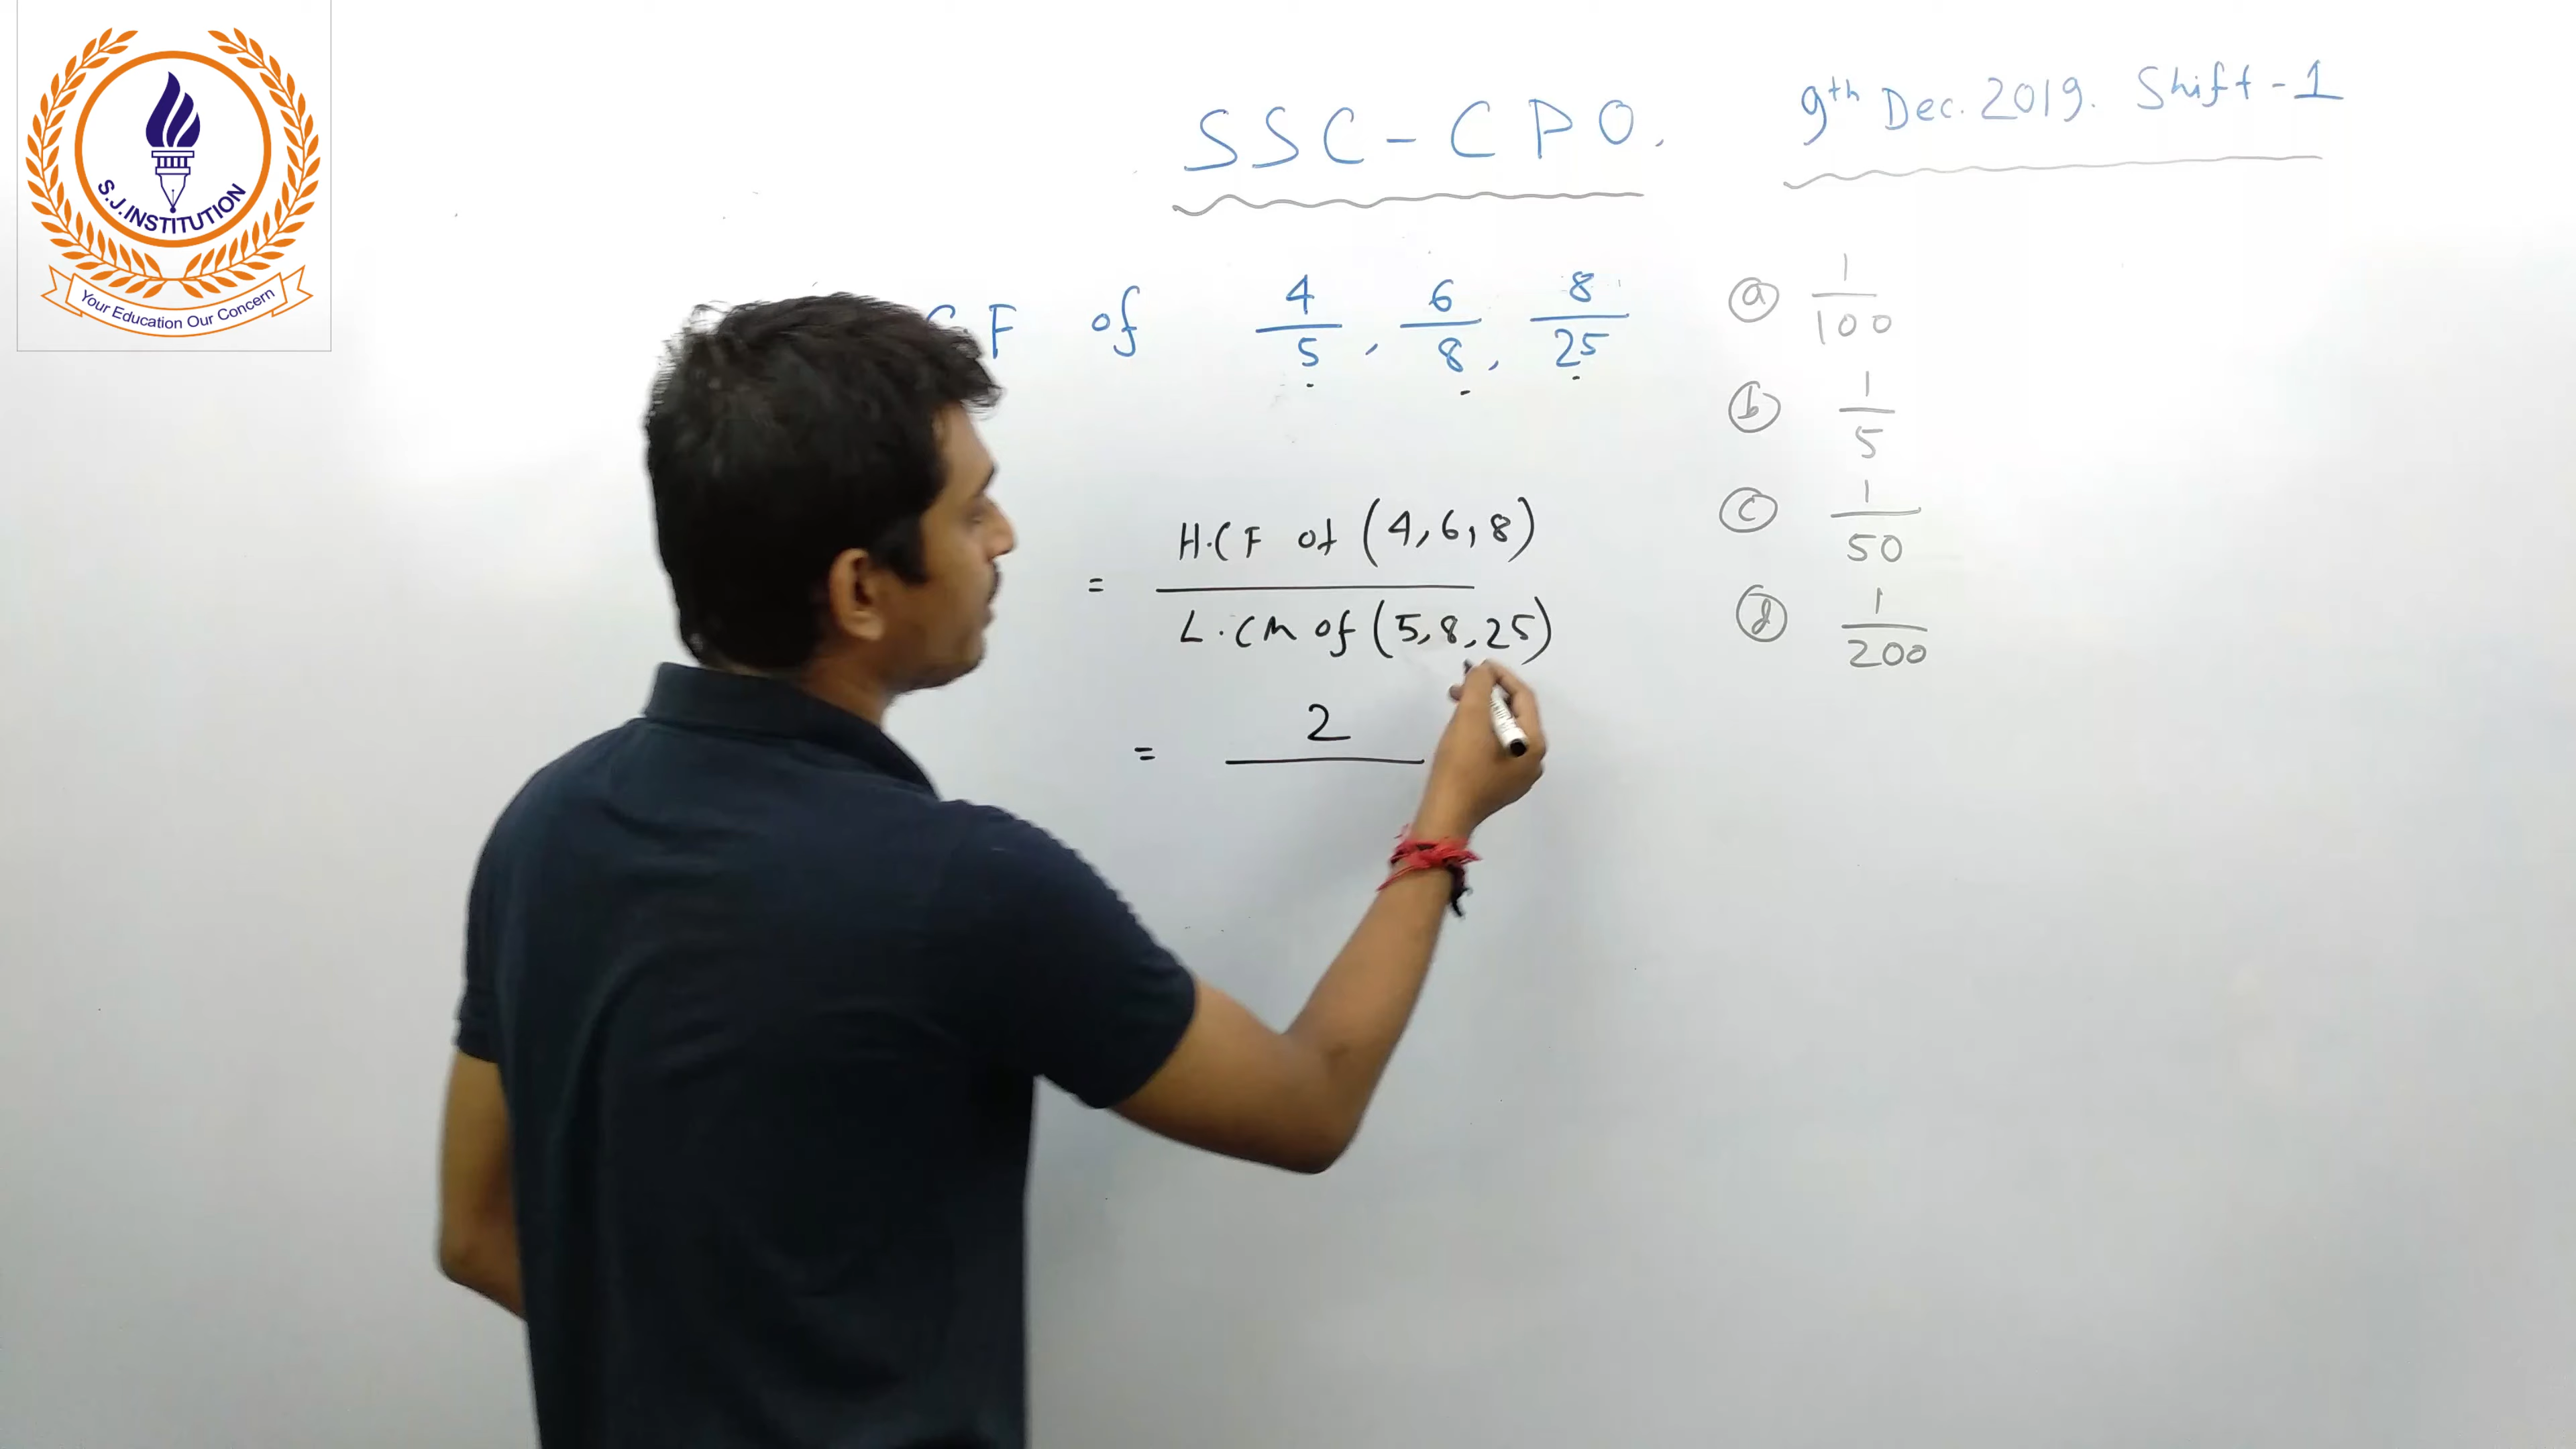 S.J.INSTITUTION
Your Education Our Concern
SSC-CPO.
9th Dec. 2019. Shift-1
CF of 4/5, 6/8, 8/25
(a) 1/100
(b) 1/5
(c) 1/50
(d) 1/200
= H.CF of (4,6,8)
L.CM of (5,8,25)
= 2